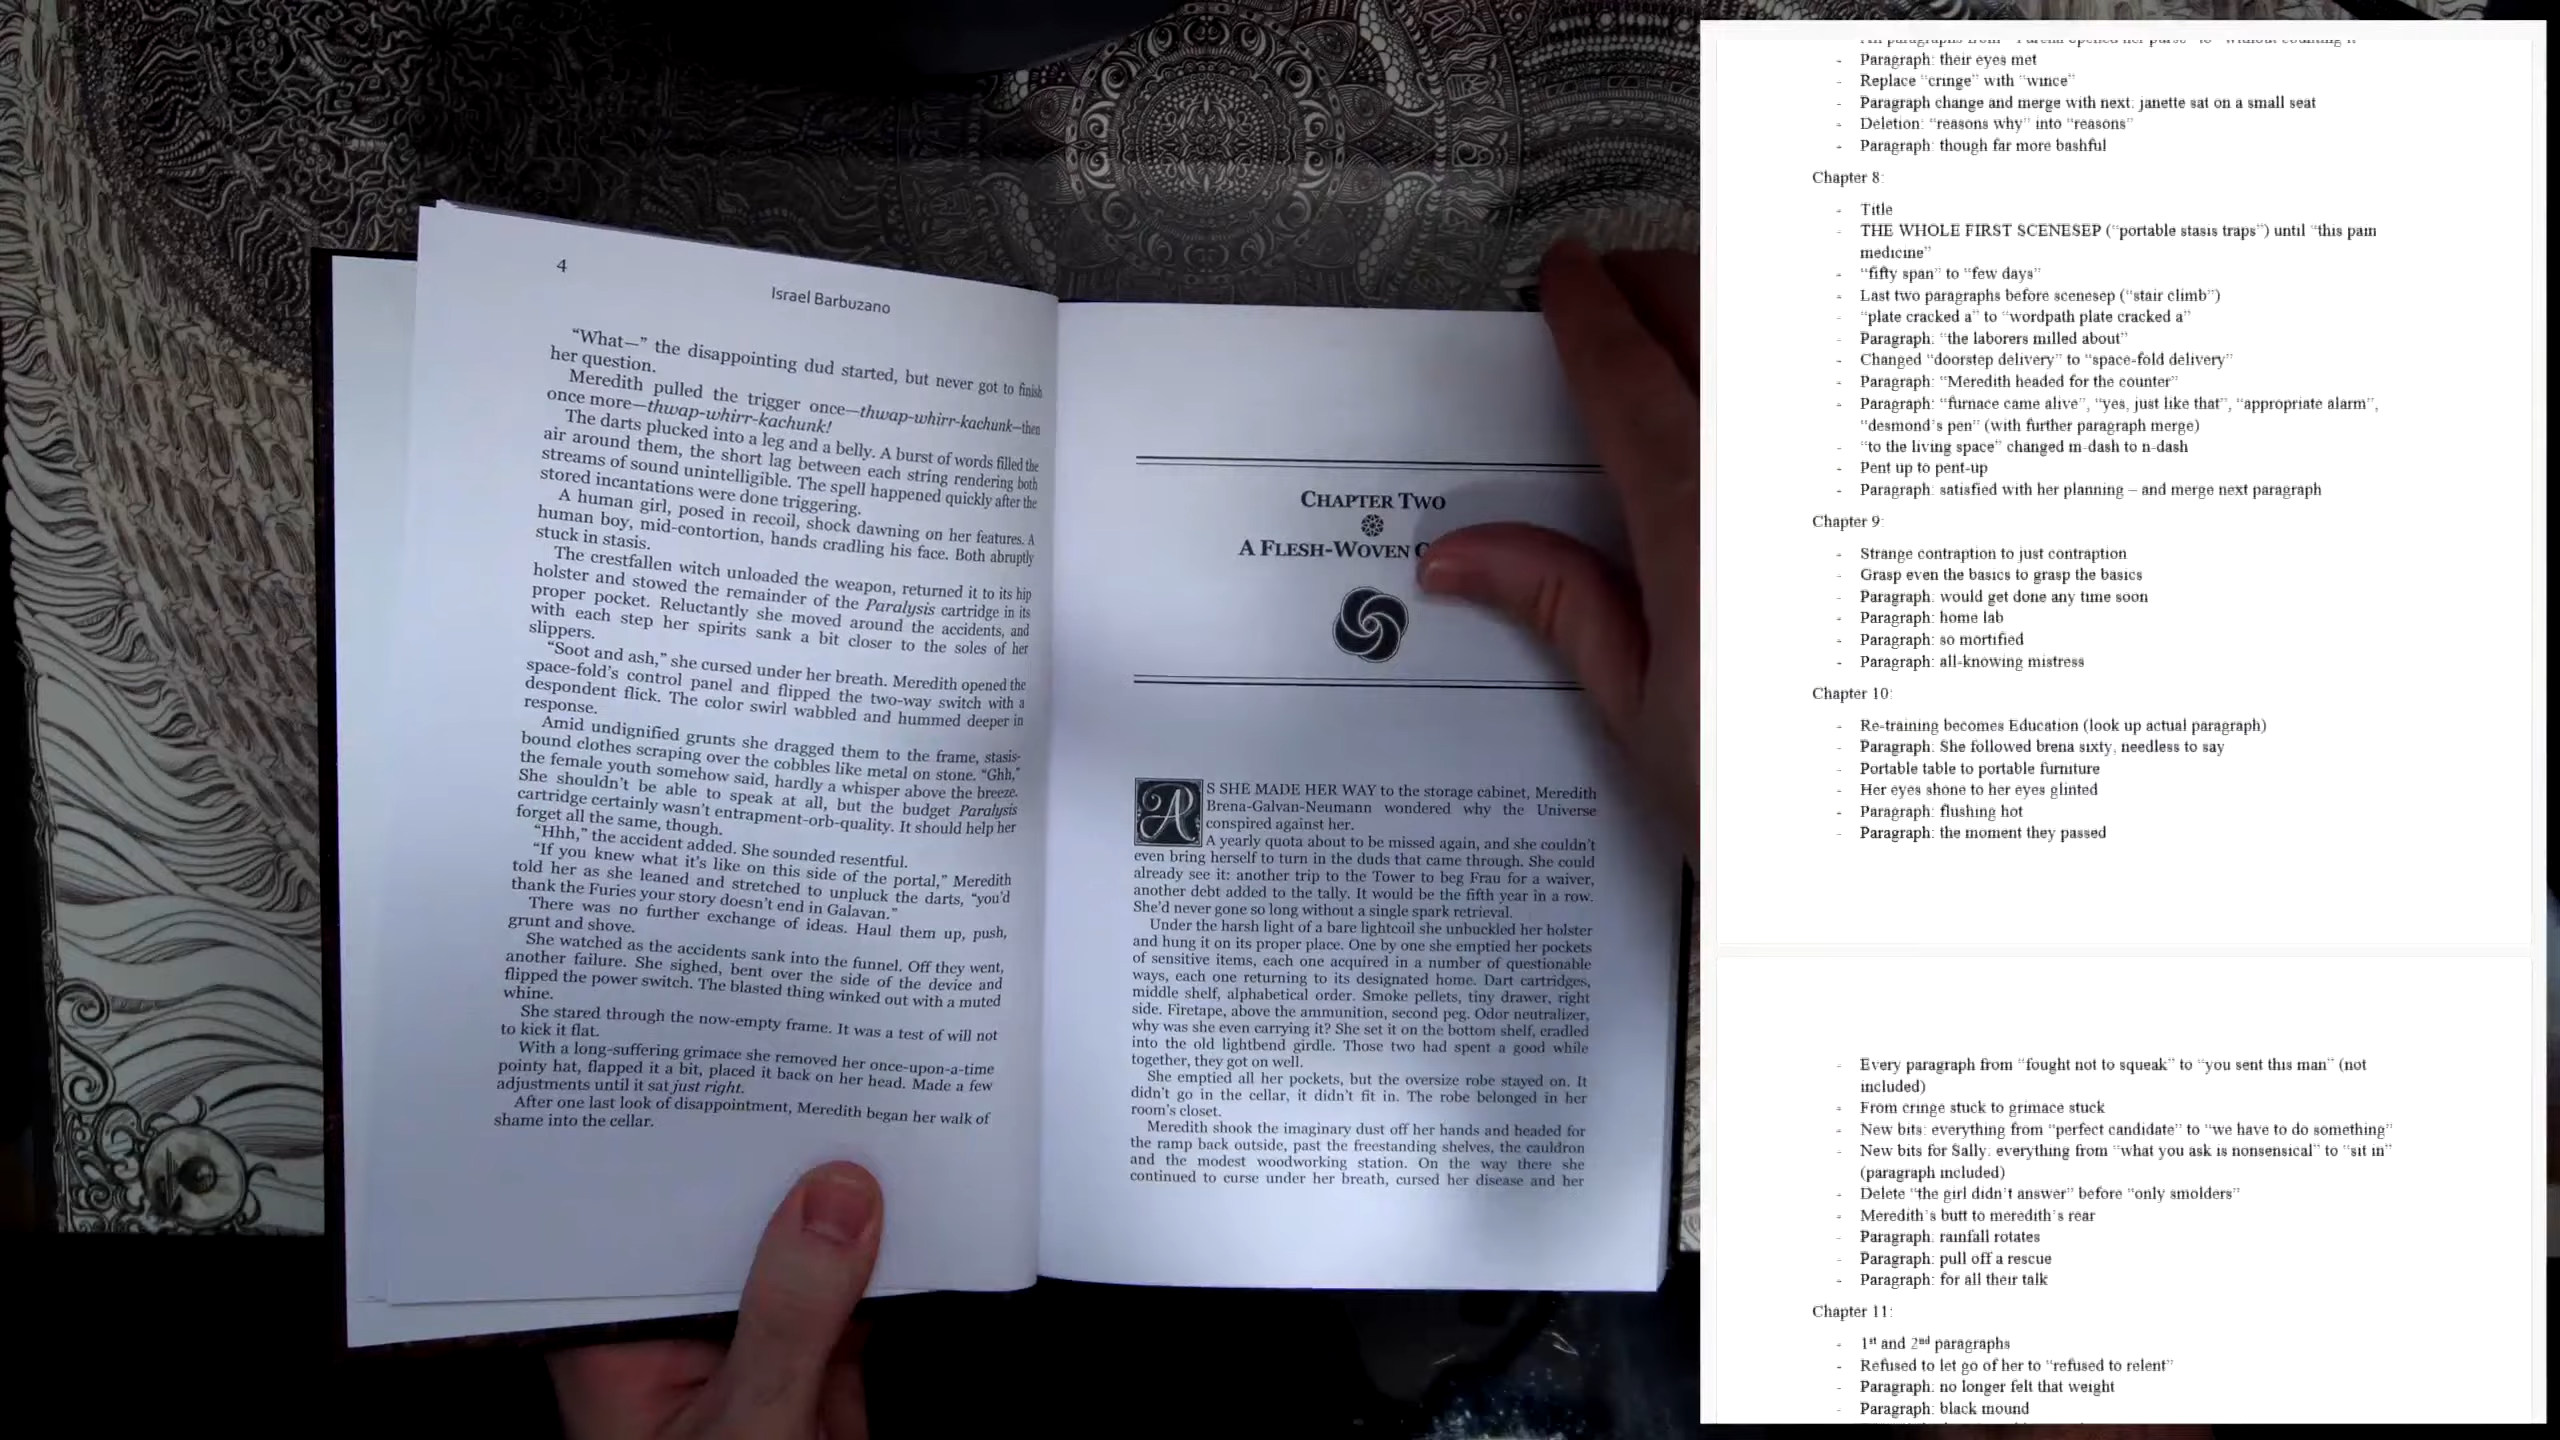 4
Israel Barbuzano
“What—” the disappointing dud started, but never got to finish
her question.
Meredith pulled the trigger once—thwap-whirr-kachunk—then
once more—thwap-whirr-kachunk!
The darts plucked into a leg and a belly. A burst of words filled the
air around them, the short lag between each string rendering both
streams of sound unintelligible. The spell happened quickly after the
stored incantations were done triggering.
A human girl, posed in recoil, shock dawning on her features. A
human boy, mid-contortion, hands cradling his face. Both abruptly
stuck in stasis.
The crestfallen witch unloaded the weapon, returned it to its hip
holster and stowed the remainder of the Paralysis cartridge in its
proper pocket. Reluctantly she moved around the accidents, and
with each step her spirits sank a bit closer to the soles of her
slippers.
“Soot and ash,” she cursed under her breath. Meredith opened the
space-fold’s control panel and flipped the two-way switch with a
despondent flick. The color swirl wabbled and hummed deeper in
response.
Amid undignified grunts she dragged them to the frame, stasis-
bound clothes scraping over the cobbles like metal on stone. “Ghh,”
the female youth somehow said, hardly a whisper above the breeze.
She shouldn’t be able to speak at all, but the budget Paralysis
cartridge certainly wasn’t entrapment-orb-quality. It should help her
forget all the same, though.
“Hhh,” the accident added. She sounded resentful.
“If you knew what it’s like on this side of the portal,” Meredith
told her as she leaned and stretched to unpluck the darts, “you’d
thank the Furies your story doesn’t end in Galavan.”
There was no further exchange of ideas. Haul them up, push,
grunt and shove.
She watched as the accidents sank into the funnel. Off they went,
another failure. She sighed, bent over the side of the device and
flipped the power switch. The blasted thing winked out with a muted
whine.
She stared through the now-empty frame. It was a test of will not
to kick it flat.
With a long-suffering grimace she removed her once-upon-a-time
pointy hat, flapped it a bit, placed it back on her head. Made a few
adjustments until it sat just right.
After one last look of disappointment, Meredith began her walk of
shame into the cellar.
CHAPTER TWO
A FLESH-WOVEN
AS SHE MADE HER WAY to the storage cabinet, Meredith
Brena-Galvan-Neumann wondered why the Universe
conspired against her.
A yearly quota about to be missed again, and she couldn’t
even bring herself to turn in the duds that came through. She could
already see it: another trip to the Tower to beg Frau for a waiver,
another debt added to the tally. It would be the fifth year in a row.
She’d never gone so long without a single spark retrieval.
Under the harsh light of a bare lightcoil she unbuckled her holster
and hung it on its proper place. One by one she emptied her pockets
of sensitive items, each one acquired in a number of questionable
ways, each one returning to its designated home. Dart cartridges,
middle shelf, alphabetical order. Smoke pellets, tiny drawer, right
side. Firetape, above the ammunition, second peg. Odor neutralizer,
why was she even carrying it? She set it on the bottom shelf, cradled
into the old lightbend girdle. Those two had spent a good while
together, they got on well.
She emptied all her pockets, but the oversize robe stayed on. It
didn’t go in the cellar, it didn’t fit in. The robe belonged in her
room’s closet.
Meredith shook the imaginary dust off her hands and headed for
the ramp back outside, past the freestanding shelves, the cauldron
and the modest woodworking station. On the way there she
continued to curse under her breath, cursed her disease and her
- Paragraph: their eyes met
- Replace “cringe” with “wince”
- Paragraph change and merge with next: janette sat on a small seat
- Deletion: “reasons why” into “reasons”
- Paragraph: though far more bashful
Chapter 8:
- Title
- THE WHOLE FIRST SCENESEP (“portable stasis traps”) until “this pain
medicine”
- “fifty span” to “few days”
- Last two paragraphs before scenesep (“stair climb”)
- “plate cracked a” to “wordpath plate cracked a”
- Paragraph: “the laborers milled about”
- Changed “doorstep delivery” to “space-fold delivery”
- Paragraph: “Meredith headed for the counter”
- Paragraph: “furnace came alive”, “yes, just like that”, “appropriate alarm”,
“desmond’s pen” (with further paragraph merge)
- “to the living space” changed m-dash to n-dash
- Pent up to pent-up
- Paragraph: satisfied with her planning – and merge next paragraph
Chapter 9:
- Strange contraption to just contraption
- Grasp even the basics to grasp the basics
- Paragraph: would get done any time soon
- Paragraph: home lab
- Paragraph: so mortified
- Paragraph: all-knowing mistress
Chapter 10:
- Re-training becomes Education (look up actual paragraph)
- Paragraph: She followed brena sixty, needless to say
- Portable table to portable furniture
- Her eyes shone to her eyes glinted
- Paragraph: flushing hot
- Paragraph: the moment they passed
- Every paragraph from “fought not to squeak” to “you sent this man” (not
included)
- From cringe stuck to grimace stuck
- New bits: everything from “perfect candidate” to “we have to do something”
- New bits for Sally: everything from “what you ask is nonsensical” to “sit in”
(paragraph included)
- Delete “the girl didn’t answer” before “only smolders”
- Meredith’s butt to meredith’s rear
- Paragraph: rainfall rotates
- Paragraph: pull off a rescue
- Paragraph: for all their talk
Chapter 11:
- 1st and 2nd paragraphs
- Refused to let go of her to “refused to relent”
- Paragraph: no longer felt that weight
- Paragraph: black mound